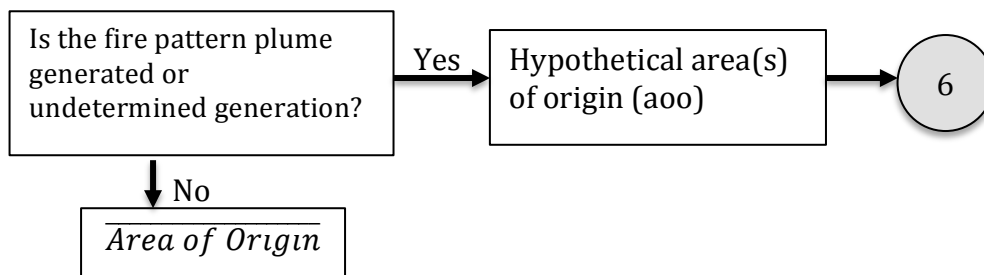 Is the fire pattern plume
generated or
undetermined generation?
Yes
Hypothetical area(s)
of origin (aoo)
6
No
Area of Origin